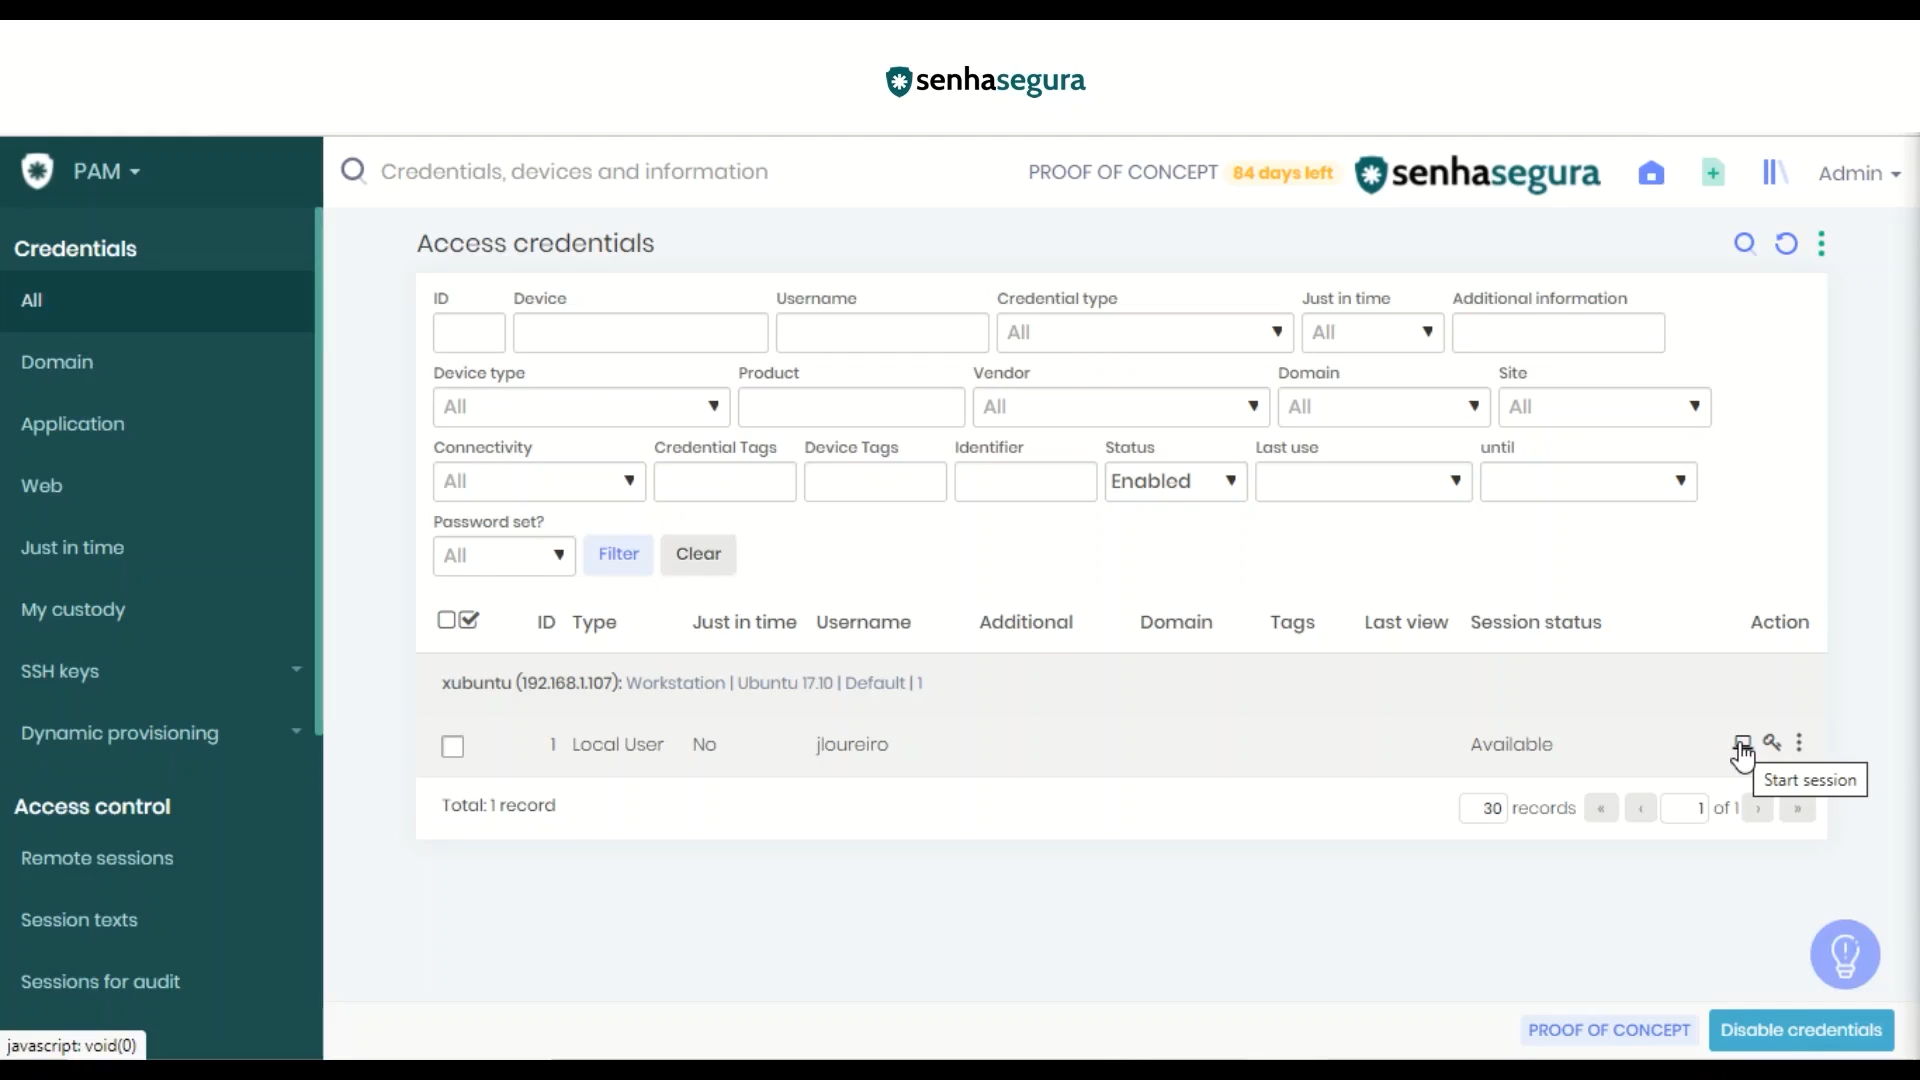 senhasegura
PAM
Credentials, devices and information
PROOF OF CONCEPT 84 days left
senhasegura
Admin
Credentials
All
Domain
Application
Web
Just in time
My custody
SSH keys
Dynamic provisioning
Access control
Remote sessions
Session texts
Sessions for audit
javascript: void(0)
Access credentials
ID Device Username Credential type Just in time Additional information
All All
Device type Product Vendor Domain Site
All All All All
Connectivity Credential Tags Device Tags Identifier Status Last use until
All Enabled
Password set?
All Filter Clear
ID Type Just in time Username Additional Domain Tags Last view Session status Action
xubuntu (192.168.1.107): Workstation | Ubuntu 17.10 | Default | 1
1 Local User No jloureiro Available
Start session
Total: 1 record
30 records « ‹ 1 of 1 › »
PROOF OF CONCEPT Disable credentials